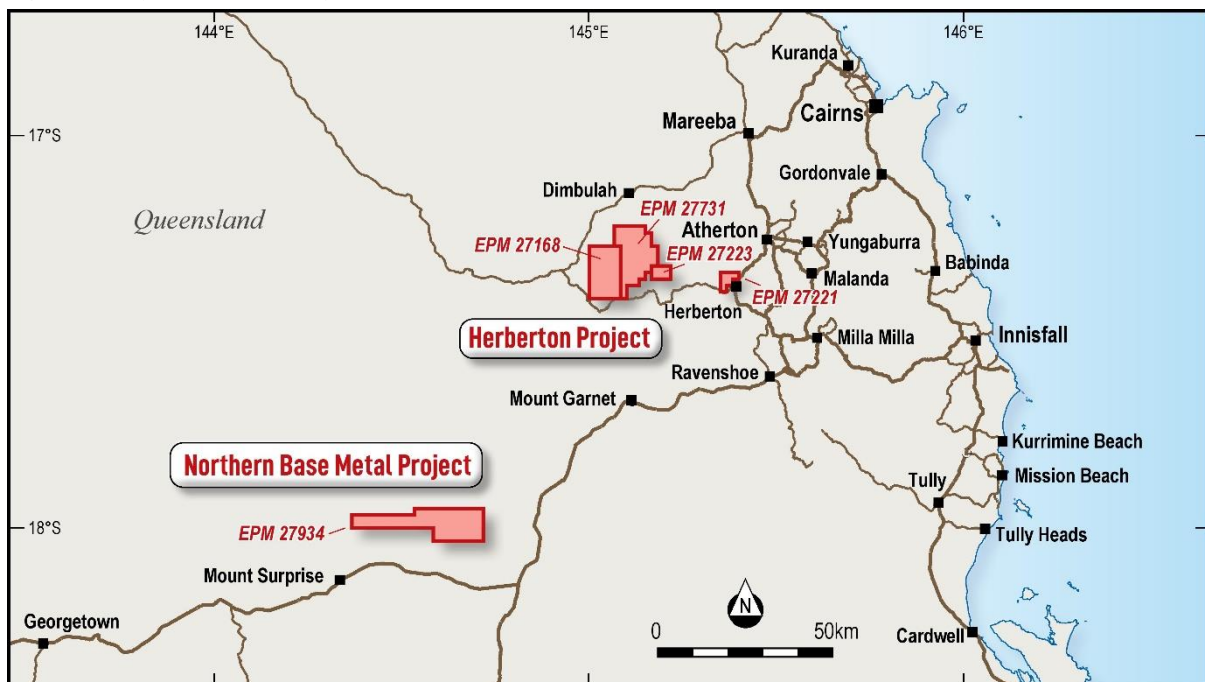 144°E
145°E
146°E
Kuranda
Cairns
17°S
Mareeba
Gordonvale
Dimbulah
EPM 27731
Queensland
Atherton
EPM 27168
EPM 27223
Yungaburra
Babinda
Malanda
EPM 27221
Herberton
Herberton Project
Milla Milla
Innisfall
Ravenshoe
Mount Garnet
Kurrimine Beach
Northern Base Metal Project
Mission Beach
Tully
18°S
EPM 27934
Tully Heads
Mount Surprise
N
Georgetown
0
50km
Cardwell